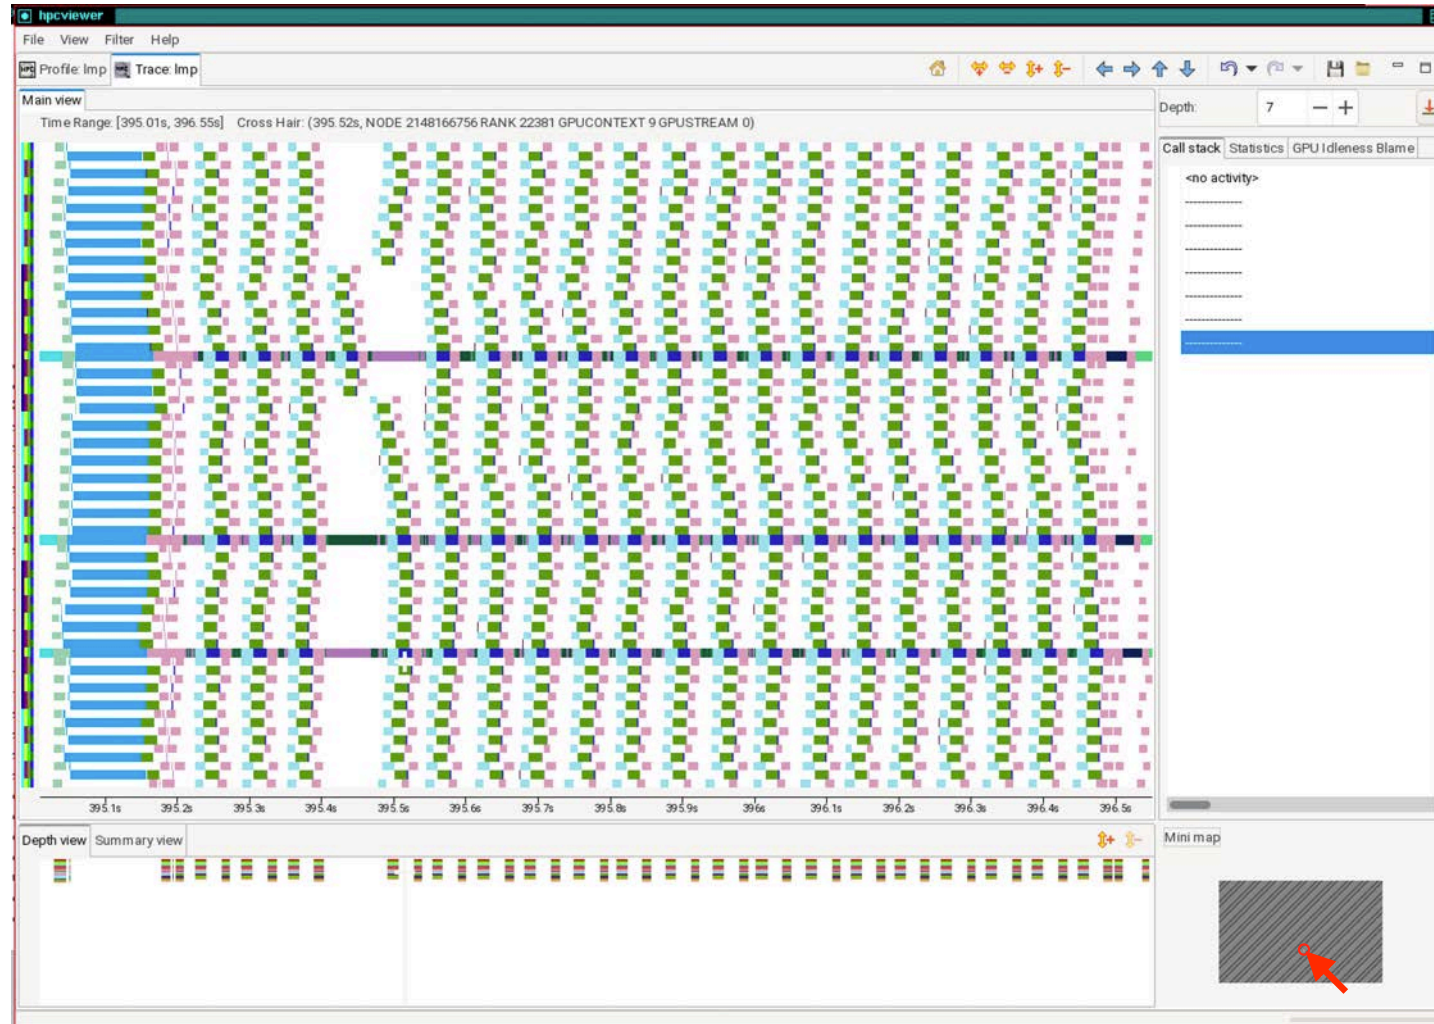 hpcviewer
File View Filter Help
Profile: lmp Trace: lmp
Main view
Time Range: [395.01s, 396.55s] Cross Hair: (395.52s, NODE 2148166756 RANK 22381 GPUCONTEXT 9 GPUSTREAM 0)
Depth: 7
Call stack Statistics GPU Idleness Blame
<no activity>
-------------
-------------
-------------
-------------
-------------
-------------
-------------
395.1s 395.2s 395.3s 395.4s 395.5s 395.6s 395.7s 395.8s 395.9s 396s 396.1s 396.2s 396.3s 396.4s 396.5s
Depth view Summary view
Mini map